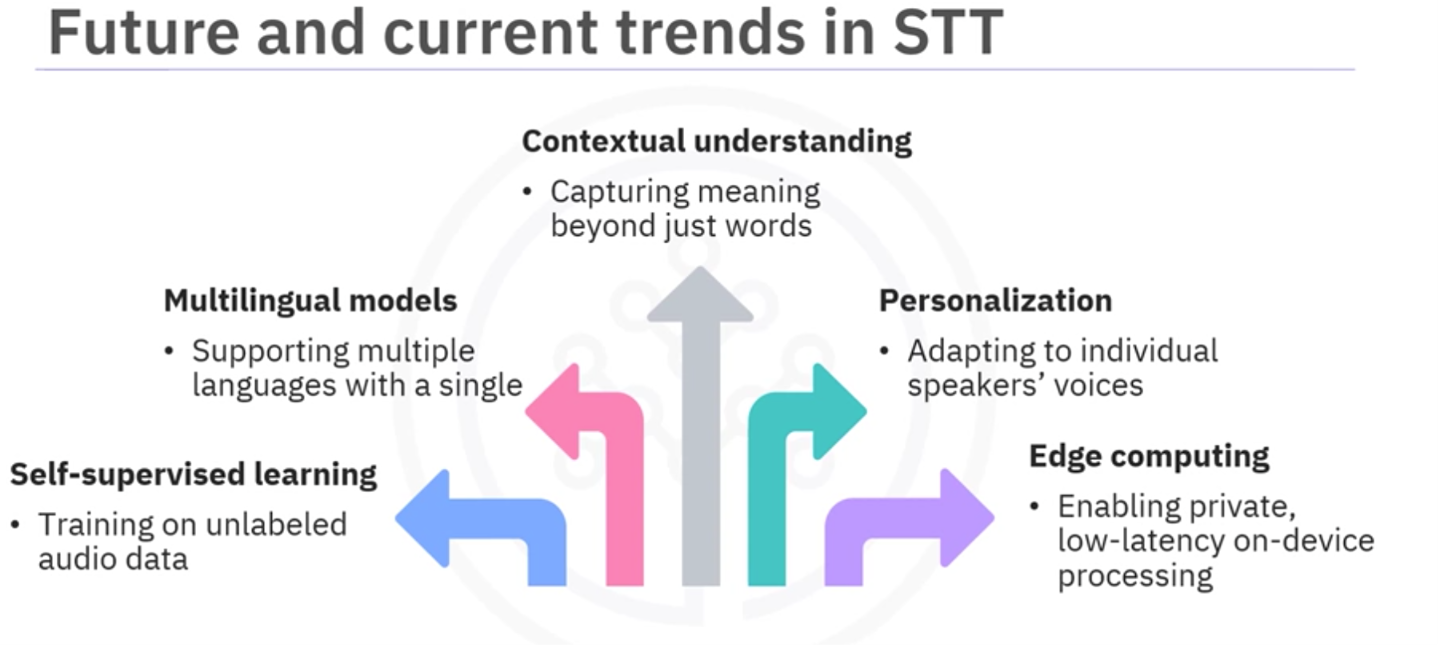 Future and current trends in STT
Contextual understanding
• Capturing meaning
beyond just words
Multilingual models
• Supporting multiple
languages with a single
Personalization
• Adapting to individual
speakers’ voices
Self-supervised learning
• Training on unlabeled
audio data
Edge computing
• Enabling private,
low-latency on-device
processing